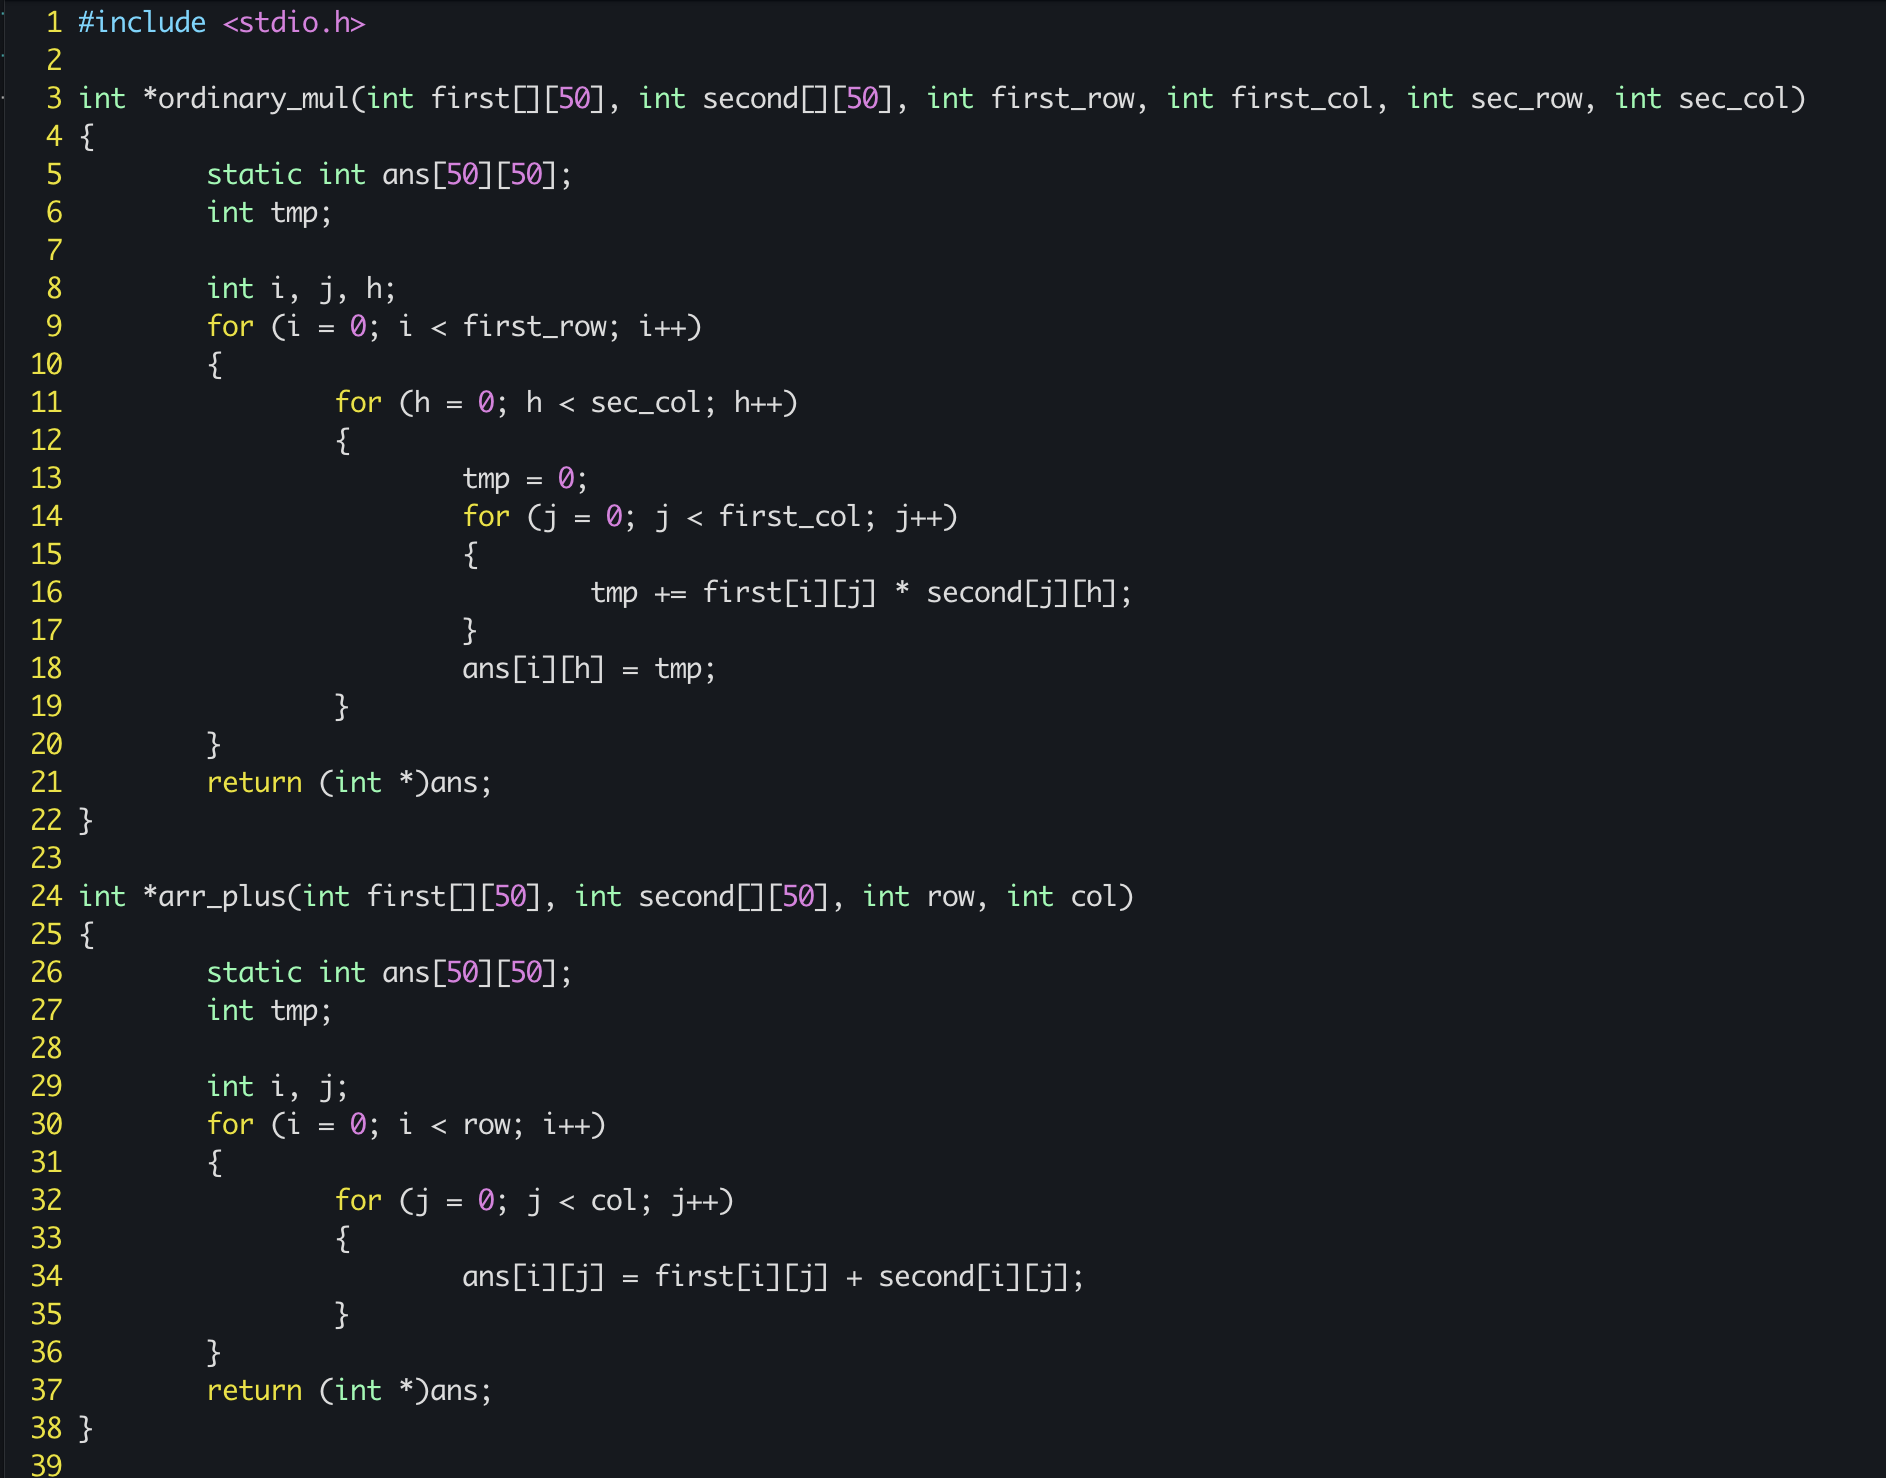 1 #include <stdio.h>
2
3 int *ordinary_mul(int first[][50], int second[][50], int first_row, int first_col, int sec_row, int sec_col)
4 {
5         static int ans[50][50];
6         int tmp;
7
8         int i, j, h;
9         for (i = 0; i < first_row; i++)
10         {
11                 for (h = 0; h < sec_col; h++)
12                 {
13                         tmp = 0;
14                         for (j = 0; j < first_col; j++)
15                         {
16                                 tmp += first[i][j] * second[j][h];
17                         }
18                         ans[i][h] = tmp;
19                 }
20         }
21         return (int *)ans;
22 }
23
24 int *arr_plus(int first[][50], int second[][50], int row, int col)
25 {
26         static int ans[50][50];
27         int tmp;
28
29         int i, j;
30         for (i = 0; i < row; i++)
31         {
32                 for (j = 0; j < col; j++)
33                 {
34                         ans[i][j] = first[i][j] + second[i][j];
35                 }
36         }
37         return (int *)ans;
38 }
39